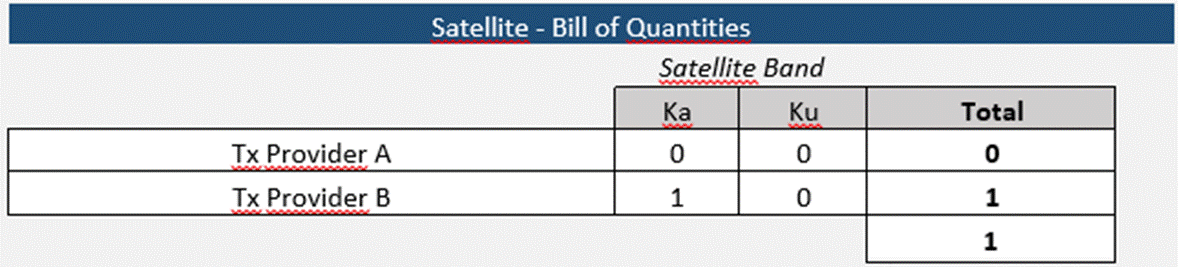 Satellite - Bill of Quantities
Satellite Band
Ka Ku Total
Tx Provider A 0 0 0
Tx Provider B 1 0 1
1